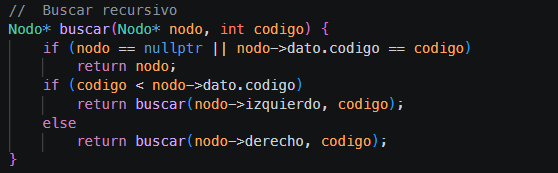 //  Buscar recursivo
Nodo* buscar(Nodo* nodo, int codigo) {
    if (nodo == nullptr || nodo->dato.codigo == codigo)
        return nodo;
    if (codigo < nodo->dato.codigo)
        return buscar(nodo->izquierdo, codigo);
    else
        return buscar(nodo->derecho, codigo);
}